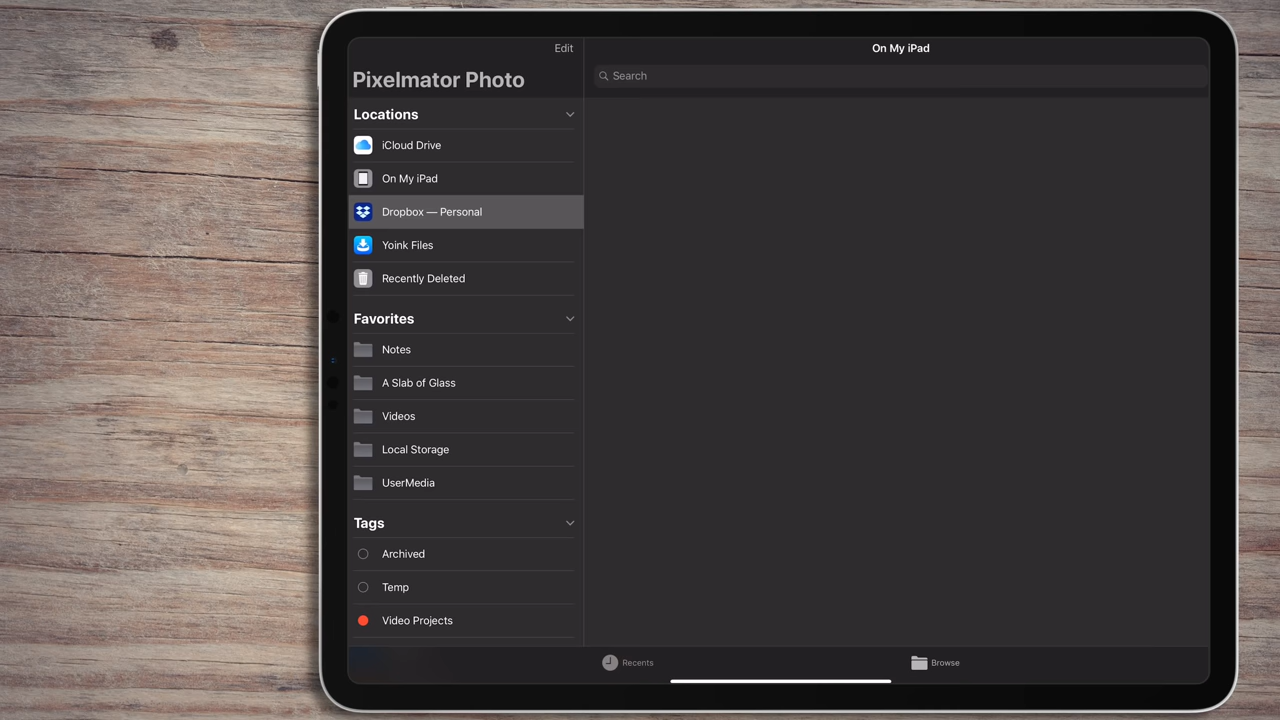 Edit
On My iPad
Pixelmator Photo
Search
Locations
iCloud Drive
On My iPad
Dropbox — Personal
Yoink Files
Recently Deleted
Favorites
Notes
A Slab of Glass
Videos
Local Storage
UserMedia
Tags
Archived
Temp
Video Projects
Recents
Browse